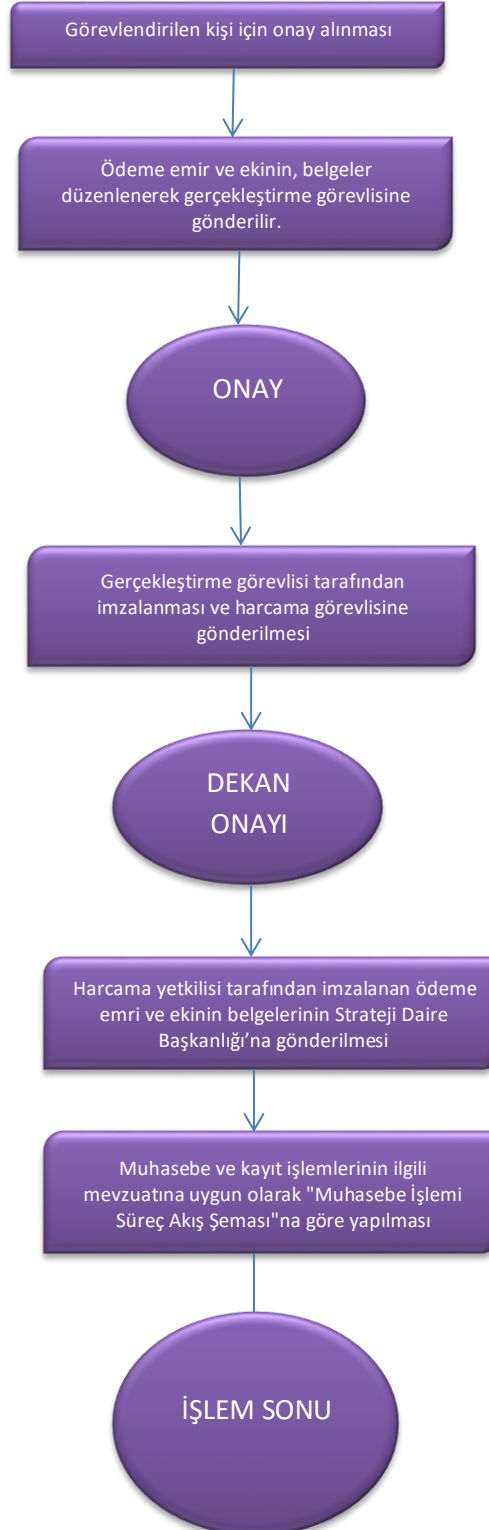 Görevlendirilen kişi için onay alınması
Ödeme emir ve ekinin, belgeler
düzenlenerek gerçekleştirme görevlisine
gönderilir.
ONAY
Gerçekleştirme görevlisi tarafından
imzalanması ve harcama görevlisine
gönderilmesi
DEKAN
ONAYI
Harcama yetkilisi tarafından imzalanan ödeme
emri ve ekinin belgelerinin Strateji Daire
Başkanlığı’na gönderilmesi
Muhasebe ve kayıt işlemlerinin ilgili
mevzuatına uygun olarak "Muhasebe İşlemi
Süreç Akış Şeması"na göre yapılması
İŞLEM SONU